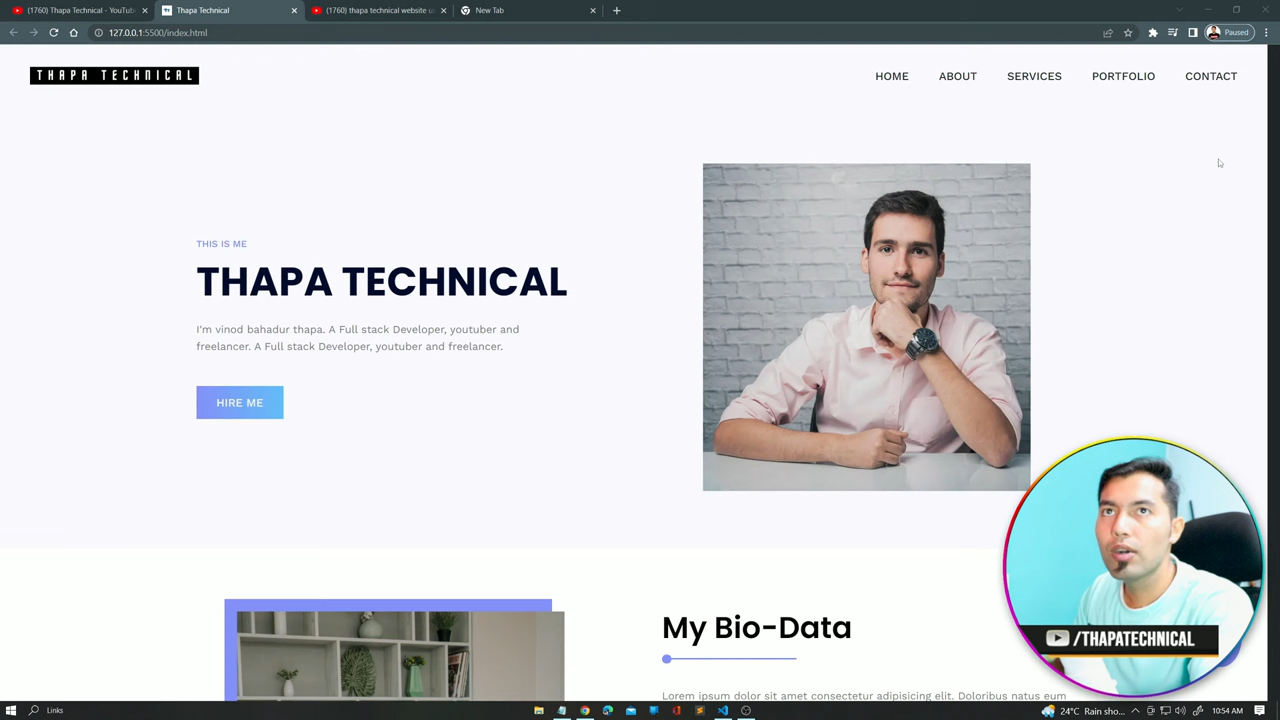 (1760) Thapa Technical - YouTub
Thapa Technical
(1760) thapa technical website u
New Tab
127.0.0.1:5500/index.html
Paused
THAPA TECHNICAL
HOME
ABOUT
SERVICES
PORTFOLIO
CONTACT
THIS IS ME
THAPA TECHNICAL
I'm vinod bahadur thapa. A Full stack Developer, youtuber and
freelancer. A Full stack Developer, youtuber and freelancer.
HIRE ME
My Bio-Data
Lorem ipsum dolor sit amet consectetur adipisicing elit. Doloribus natus eum
/THAPATECHNICAL
Links
24°C Rain sho...
10:54 AM